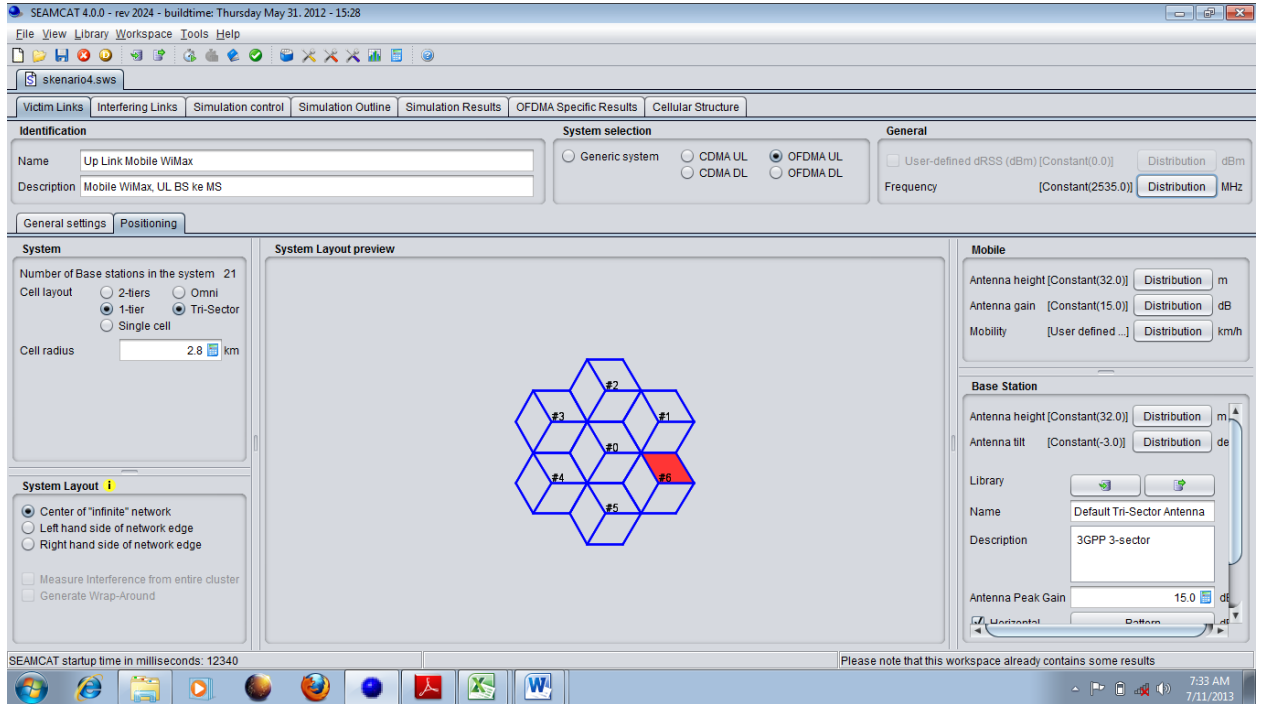 SEAMCAT 4.0.0 - rev 2024 - buildtime: Thursday May 31. 2012 - 15:28
File View Library Workspace Tools Help
skenario4.sws
Victim Links Interfering Links Simulation control Simulation Outline Simulation Results OFDMA Specific Results Cellular Structure
Identification
Name Up Link Mobile WiMax
Description Mobile WiMax, UL BS ke MS
System selection
Generic system CDMA UL OFDMA UL
CDMA DL OFDMA DL
General
User-defined dRSS (dBm) [Constant(0.0)] Distribution dBm
Frequency [Constant(2535.0)] Distribution MHz
General settings Positioning
System
Number of Base stations in the system 21
Cell layout 2-tiers Omni
1-tier Tri-Sector
Single cell
Cell radius 2.8 km
System Layout i
Center of "infinite" network
Left hand side of network edge
Right hand side of network edge
Measure Interference from entire cluster
Generate Wrap-Around
System Layout preview
#2
#3 #1
#0
#4 #6
#5
Mobile
Antenna height [Constant(32.0)] Distribution m
Antenna gain [Constant(15.0)] Distribution dB
Mobility [User defined ...] Distribution km/h
Base Station
Antenna height [Constant(32.0)] Distribution m
Antenna tilt [Constant(-3.0)] Distribution de
Library
Name Default Tri-Sector Antenna
Description 3GPP 3-sector
Antenna Peak Gain 15.0 dB
Horizontal Pattern
SEAMCAT startup time in milliseconds: 12340
Please note that this workspace already contains some results
7:33 AM
7/11/2013